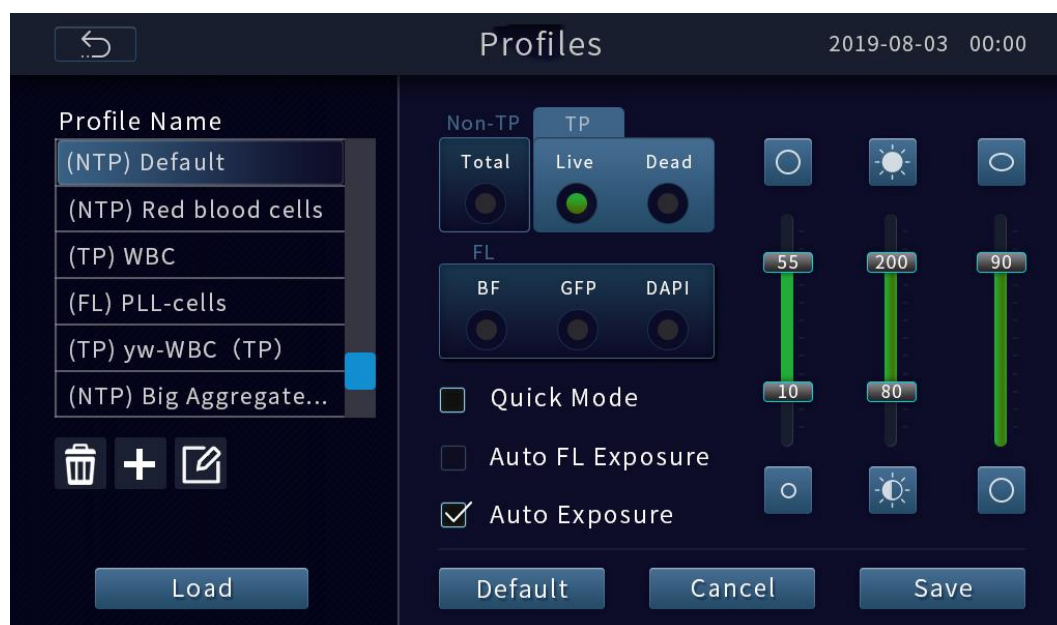 Profiles 2019-08-03 00:00
Profile Name
(NTP) Default
(NTP) Red blood cells
(TP) WBC
(FL) PLL-cells
(TP) yw-WBC（TP）
(NTP) Big Aggregate...
Load
Non-TP TP
Total Live Dead
FL
BF GFP DAPI
Quick Mode
Auto FL Exposure
Auto Exposure
55 200 90
10 80
Default Cancel Save